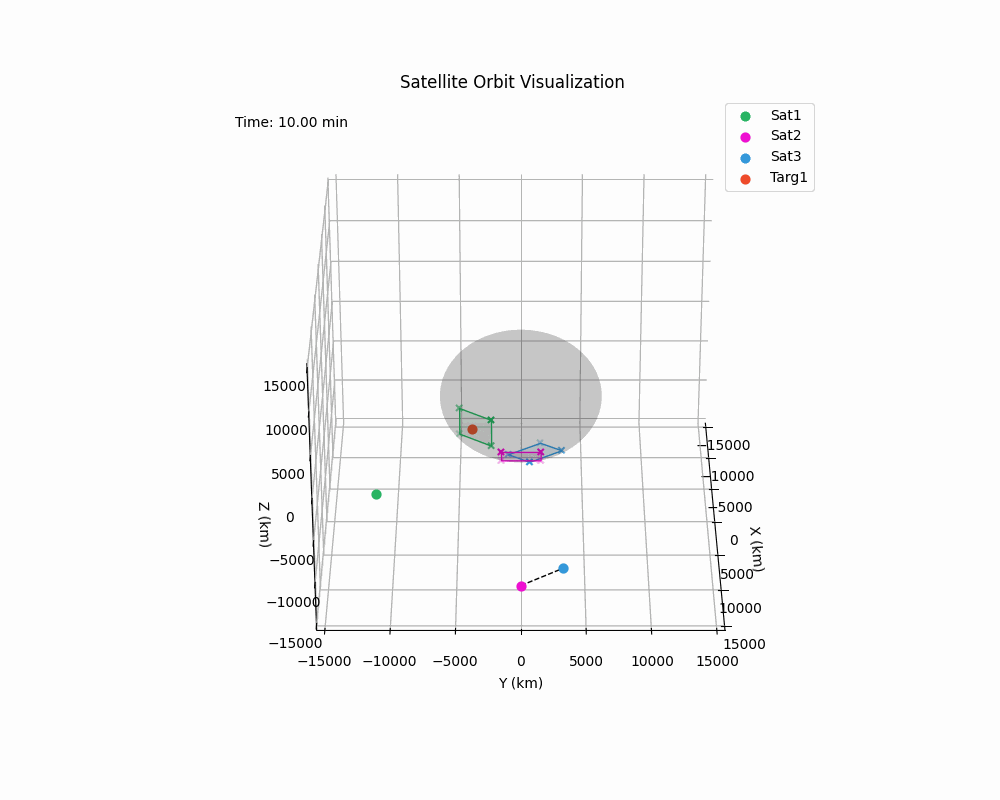 Satellite Orbit Visualization
Time: 10.00 min
Sat1
Sat2
Sat3
Targ1
15000
10000
5000
0
−5000
−10000
−15000
Z (km)
−15000
−10000
−5000
0
5000
10000
15000
X (km)
−15000 −10000 −5000 0 5000 10000 15000
Y (km)